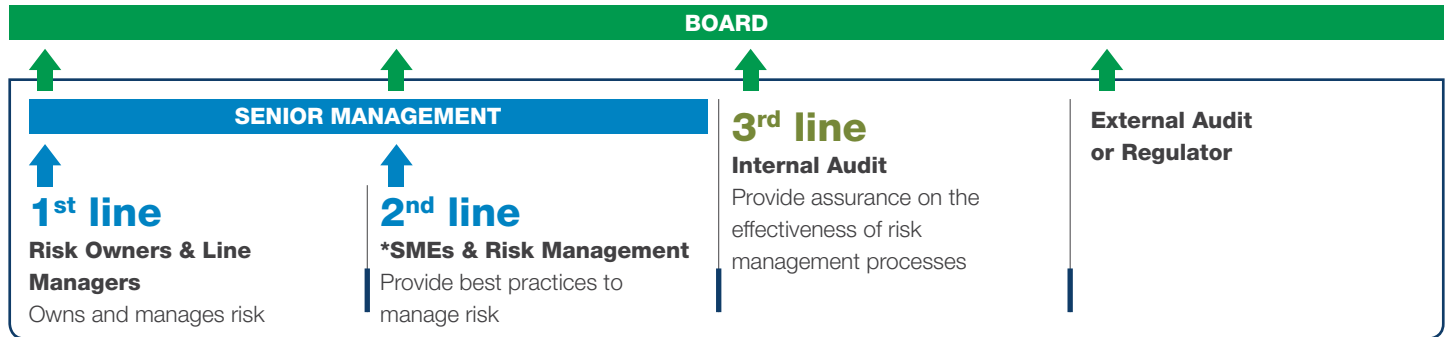 BOARD
SENIOR MANAGEMENT
1st line
Risk Owners & Line
Managers
Owns and manages risk
2nd line
*SMEs & Risk Management
Provide best practices to
manage risk
3rd line
Internal Audit
Provide assurance on the
effectiveness of risk
management processes
External Audit
or Regulator